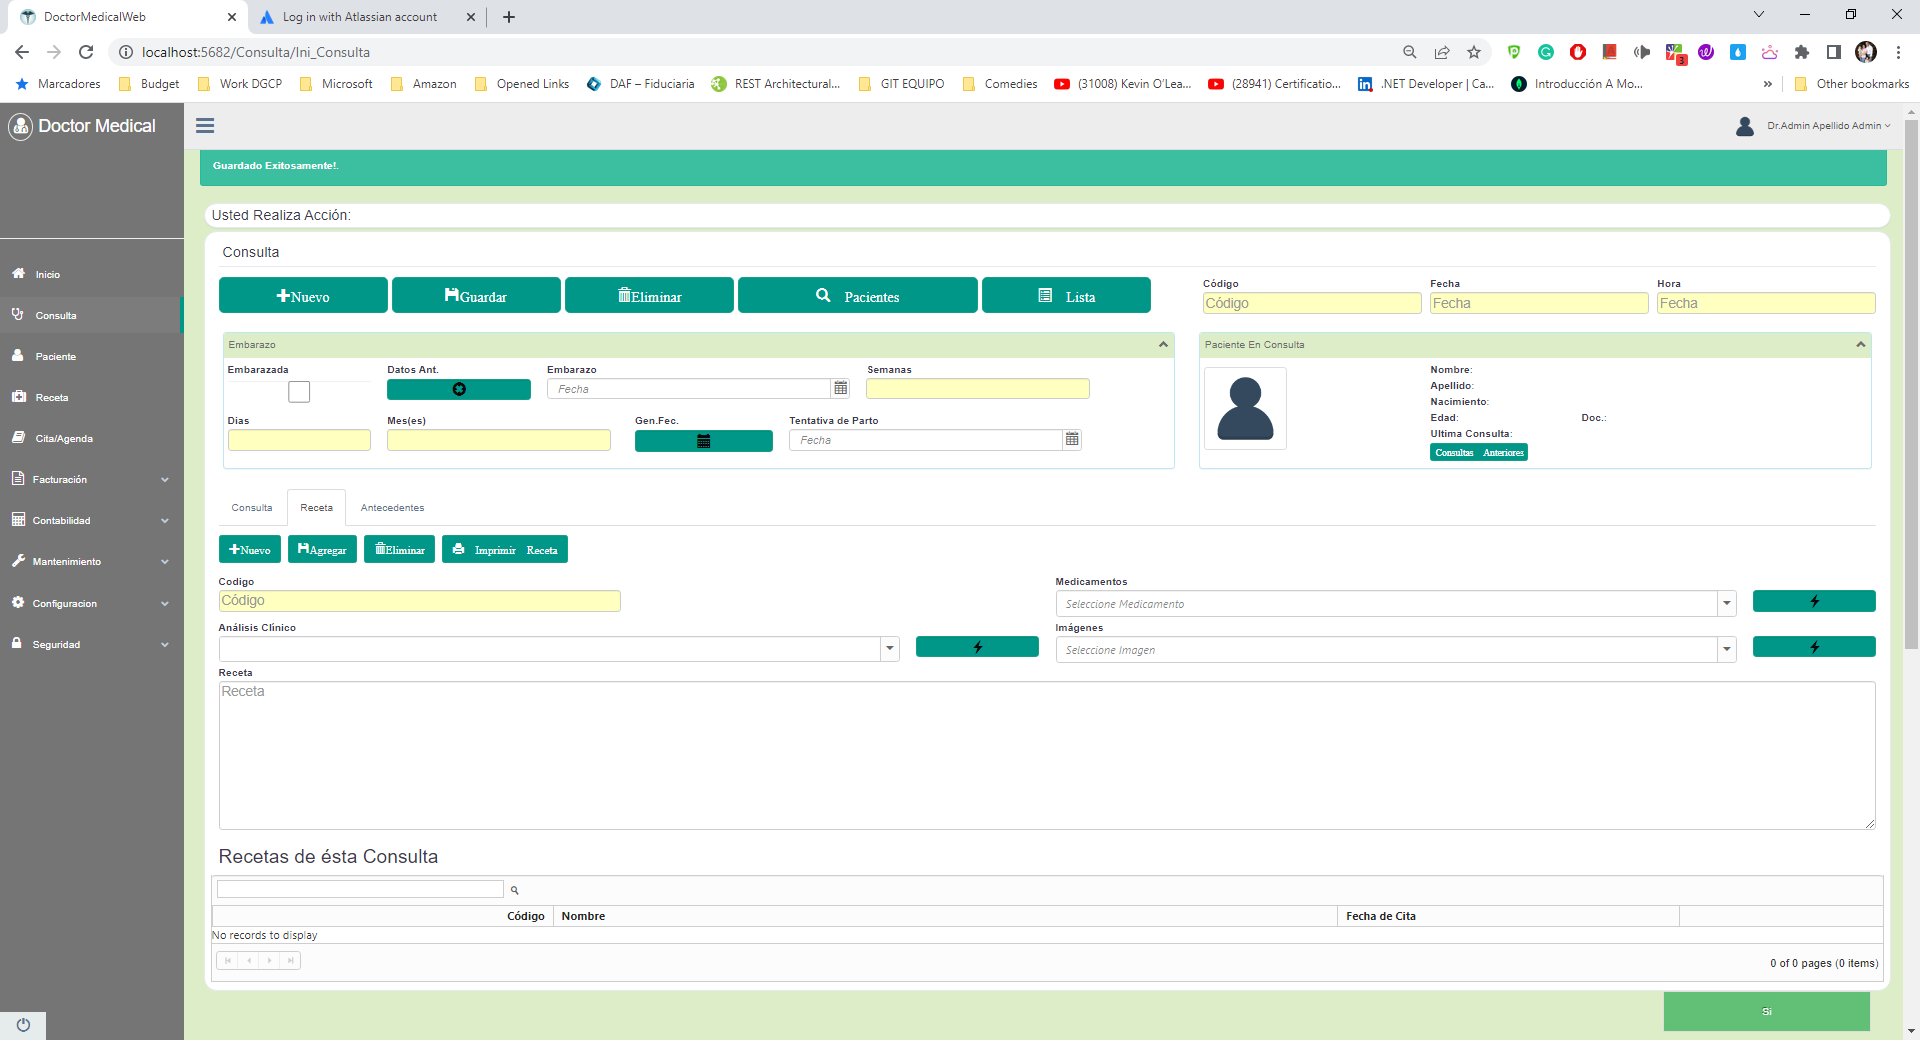 DoctorMedicalWeb
Log in with Atlassian account
localhost:5682/Consulta/Ini_Consulta
3
Marcadores
Budget
Work DGCP
Microsoft
Amazon
Opened Links
DAF – Fiduciaria
REST Architectural...
GIT EQUIPO
Comedies
(31008) Kevin O'Lea...
(28941) Certificatio...
.NET Developer | Ca...
Introducción A Mo...
»
Other bookmarks
Doctor Medical
Dr.Admin Apellido Admin
Guardado Exitosamente!.
Usted Realiza Acción:
Inicio
Consulta
Paciente
Receta
Cita/Agenda
Facturación
Contabilidad
Mantenimiento
Configuracion
Seguridad
Consulta
Nuevo
Guardar
Eliminar
Pacientes
Lista
Código
Fecha
Hora
Código
Fecha
Fecha
Embarazo
Embarazada
Datos Ant.
Embarazo
Semanas
Fecha
Dias
Mes(es)
Gen.Fec.
Tentativa de Parto
Fecha
Paciente En Consulta
Nombre:
Apellido:
Nacimiento:
Edad:
Doc.:
Ultima Consulta:
Consultas Anteriores
Consulta
Receta
Antecedentes
Nuevo
Agregar
Eliminar
Imprimir Receta
Codigo
Código
Medicamentos
Seleccione Medicamento
Análisis Clínico
Imágenes
Seleccione Imagen
Receta
Receta
Recetas de ésta Consulta
Código
Nombre
Fecha de Cita
No records to display
0 of 0 pages (0 items)
Si